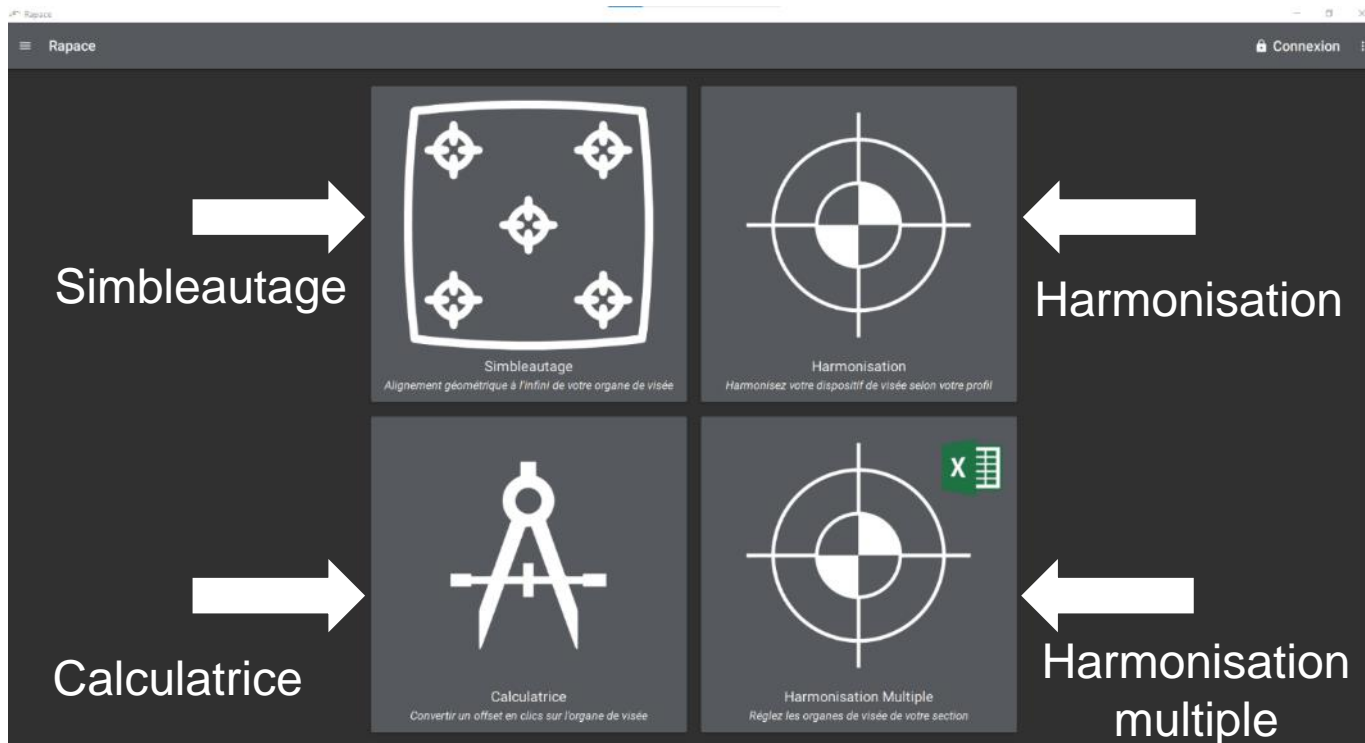 Rapace
Rapace
Connexion
Simbleautage
Harmonisation
Simbleautage
Alignement géométrique à l'infini de votre organe de visée
Harmonisation
Harmonisez votre dispositif de visée selon votre profil
X
Calculatrice
Harmonisation
multiple
Calculatrice
Convertir un offset en clics sur l'organe de visée
Harmonisation Multiple
Réglez les organes de visée de votre section